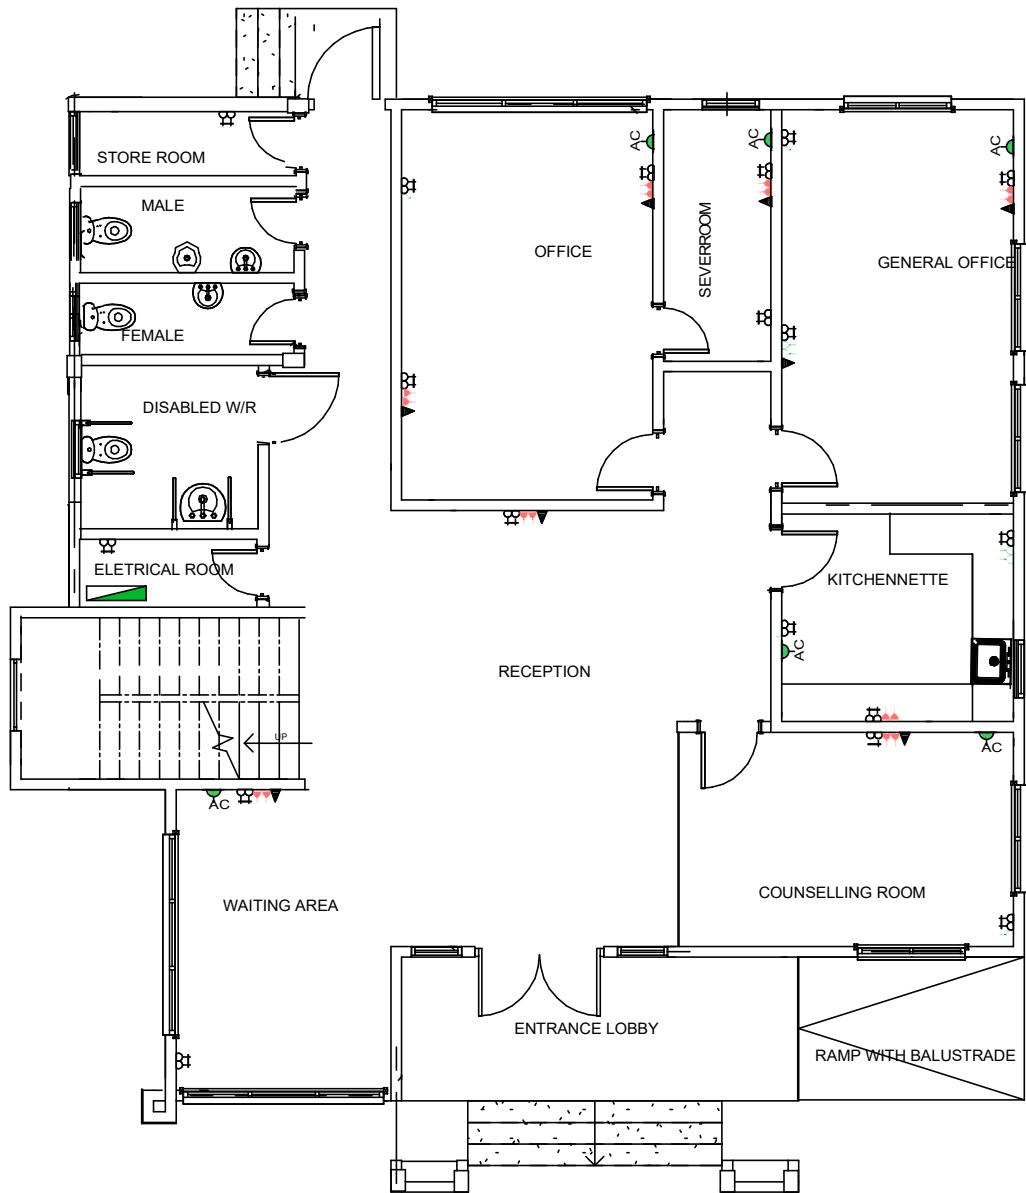 STORE ROOM
MALE
FEMALE
DISABLED W/R
ELETRICAL ROOM
OFFICE
AC
SEVERROOM
AC
GENERAL OFFICE
AC
KITCHENNETTE
AC
RECEPTION
UP
AC
AC
WAITING AREA
COUNSELLING ROOM
ENTRANCE LOBBY
RAMP WITH BALUSTRADE